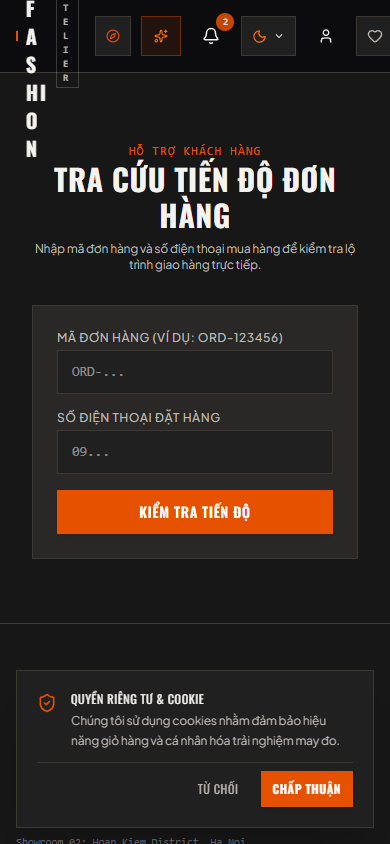 FASHION
TELIER
2
HỖ TRỢ KHÁCH HÀNG
TRA CỨU TIẾN ĐỘ ĐƠN
HÀNG
Nhập mã đơn hàng và số điện thoại mua hàng để kiểm tra lộ
trình giao hàng trực tiếp.
MÃ ĐƠN HÀNG (VÍ DỤ: ORD-123456)
ORD-...
SỐ ĐIỆN THOẠI ĐẶT HÀNG
09...
KIỂM TRA TIẾN ĐỘ
QUYỀN RIÊNG TƯ & COOKIE
Chúng tôi sử dụng cookies nhằm đảm bảo hiệu
năng giỏ hàng và cá nhân hóa trải nghiệm may đo.
TỪ CHỐI
CHẤP THUẬN
Showroom 02: Hoan Kiem District, Ha Noi